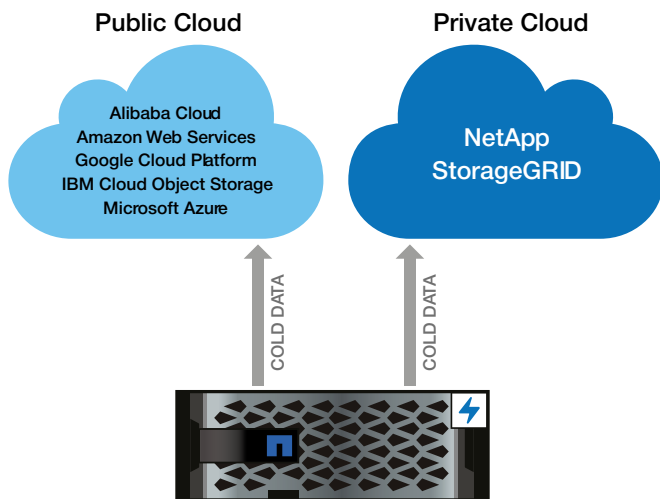 Public Cloud
Private Cloud
Alibaba Cloud
Amazon Web Services
Google Cloud Platform
IBM Cloud Object Storage
Microsoft Azure
NetApp
StorageGRID
COLD DATA
COLD DATA